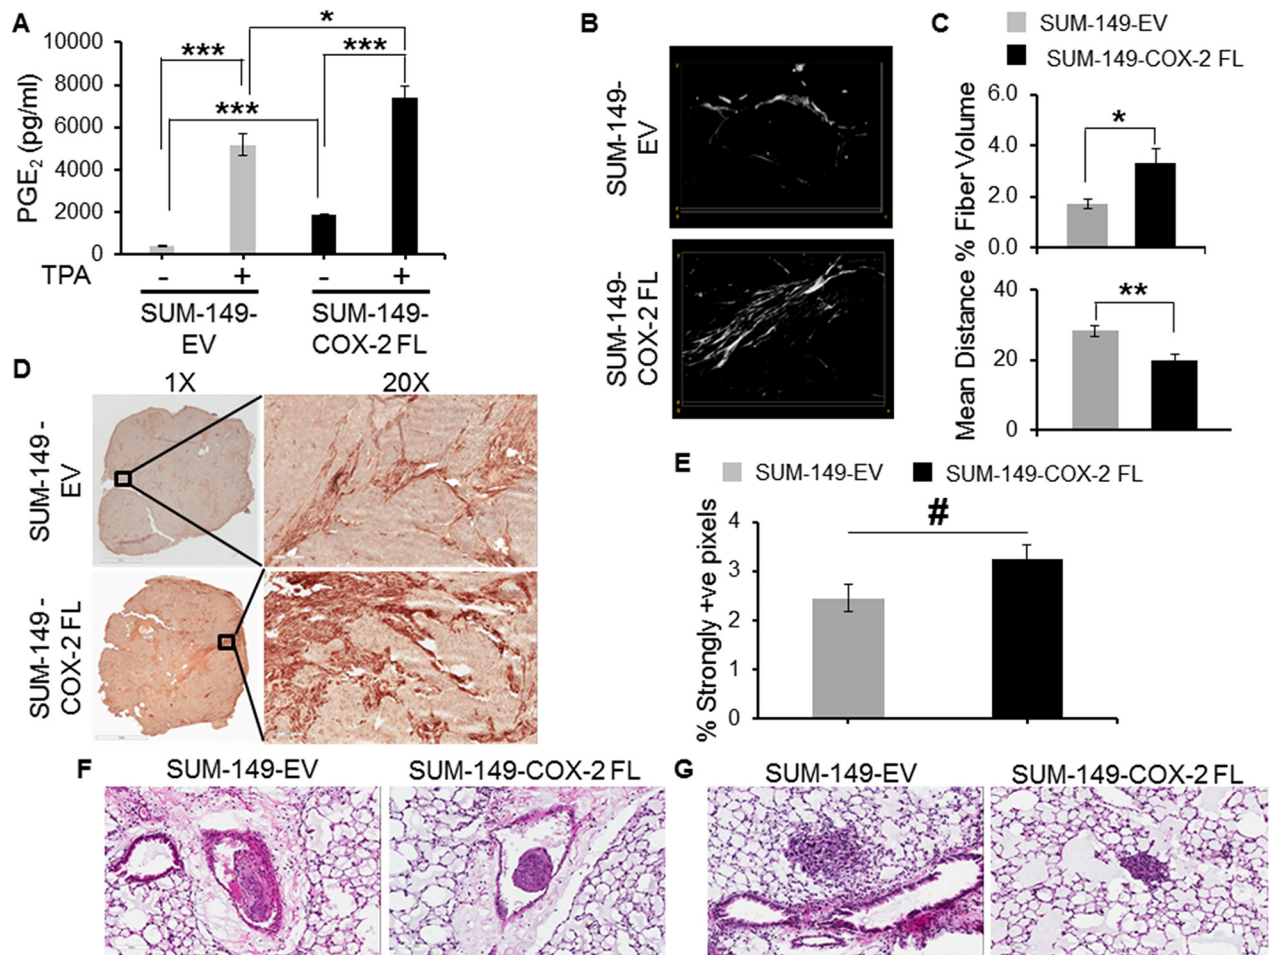 A
*
***
***
***
10000
8000
6000
4000
2000
0
PGE2 (pg/ml)
TPA
-
+
-
+
SUM-149-
EV
SUM-149-
COX-2 FL
B
SUM-149-
EV
SUM-149-
COX-2 FL
C
SUM-149-EV
SUM-149-COX-2 FL
% Fiber Volume
6.0
4.0
2.0
0.0
*
Mean Distance
40
20
0
**
D
1X
20X
SUM-149-
EV
SUM-149-
COX-2 FL
E
SUM-149-EV
SUM-149-COX-2 FL
#
% Strongly +ve pixels
4
3
2
1
0
F
SUM-149-EV
SUM-149-COX-2 FL
G
SUM-149-EV
SUM-149-COX-2 FL